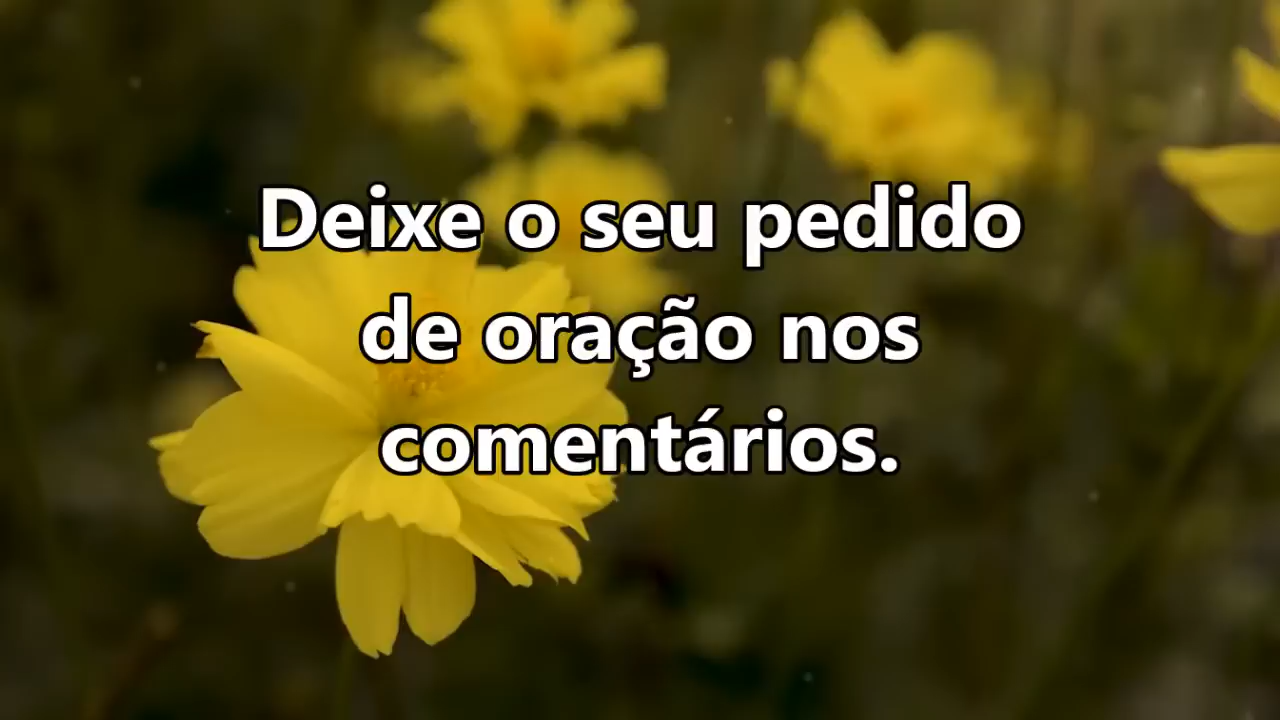 Deixe o seu pedido
de oração nos
comentários.